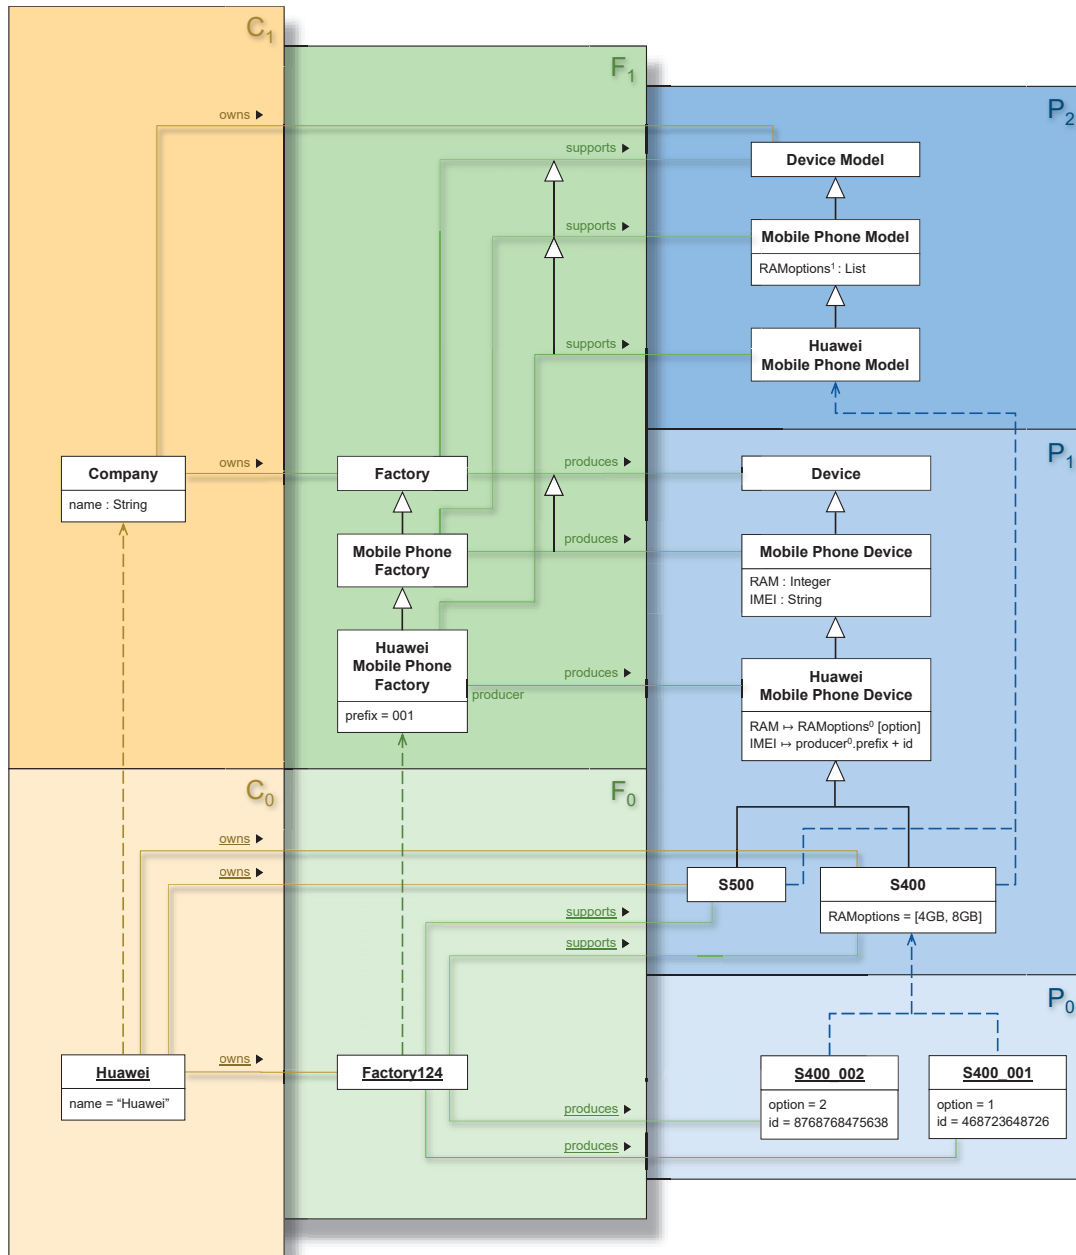 C1
F1
P2
owns ▶
supports ▶
Device Model
supports ▶
Mobile Phone Model
RAMoptions¹ : List
supports ▶
Huawei
Mobile Phone Model
P1
Company
name : String
owns ▶
Factory
produces ▶
Device
Mobile Phone
Factory
produces ▶
Mobile Phone Device
RAM : Integer
IMEI : String
Huawei
Mobile Phone
Factory
prefix = 001
producer
produces ▶
Huawei
Mobile Phone Device
RAM ↦ RAMoptions⁰ [option]
IMEI ↦ producer⁰.prefix + id
C0
F0
owns ▶
owns ▶
S500
S400
RAMoptions = [4GB, 8GB]
supports ▶
supports ▶
P0
Huawei
name = “Huawei”
owns ▶
Factory124
S400_002
option = 2
id = 8768768475638
S400_001
option = 1
id = 468723648726
produces ▶
produces ▶